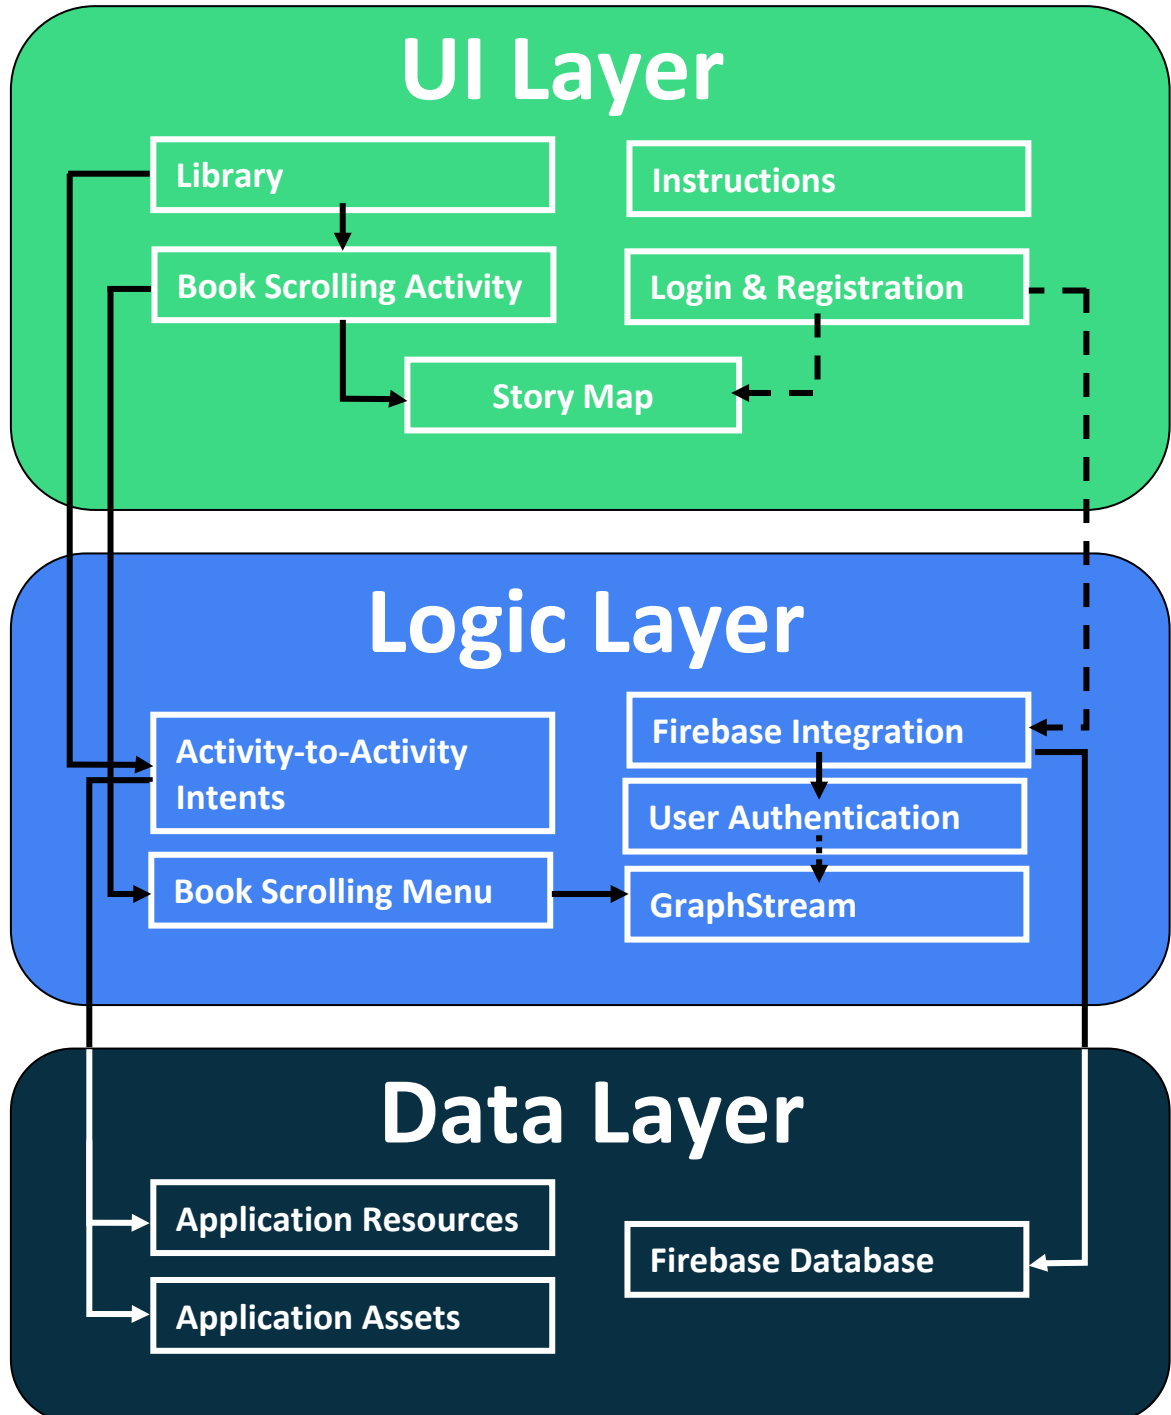 UI Layer
Library
Instructions
Book Scrolling Activity
Login & Registration
Story Map
Logic Layer
Activity-to-Activity
Intents
Firebase Integration
User Authentication
Book Scrolling Menu
GraphStream
Data Layer
Application Resources
Firebase Database
Application Assets